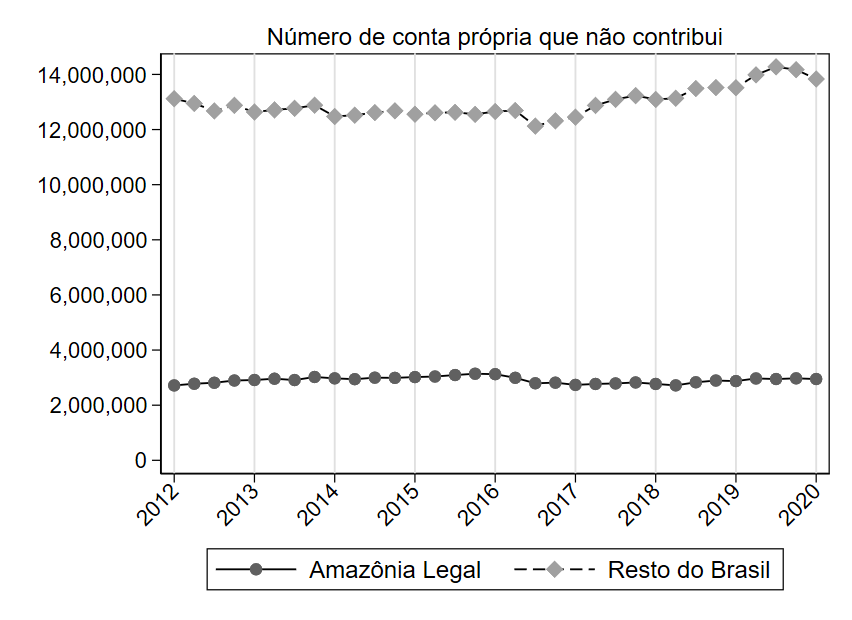 Número de conta própria que não contribui
14,000,000
12,000,000
10,000,000
8,000,000
6,000,000
4,000,000
2,000,000
0
2012 2013 2014 2015 2016 2017 2018 2019 2020
Amazônia Legal Resto do Brasil